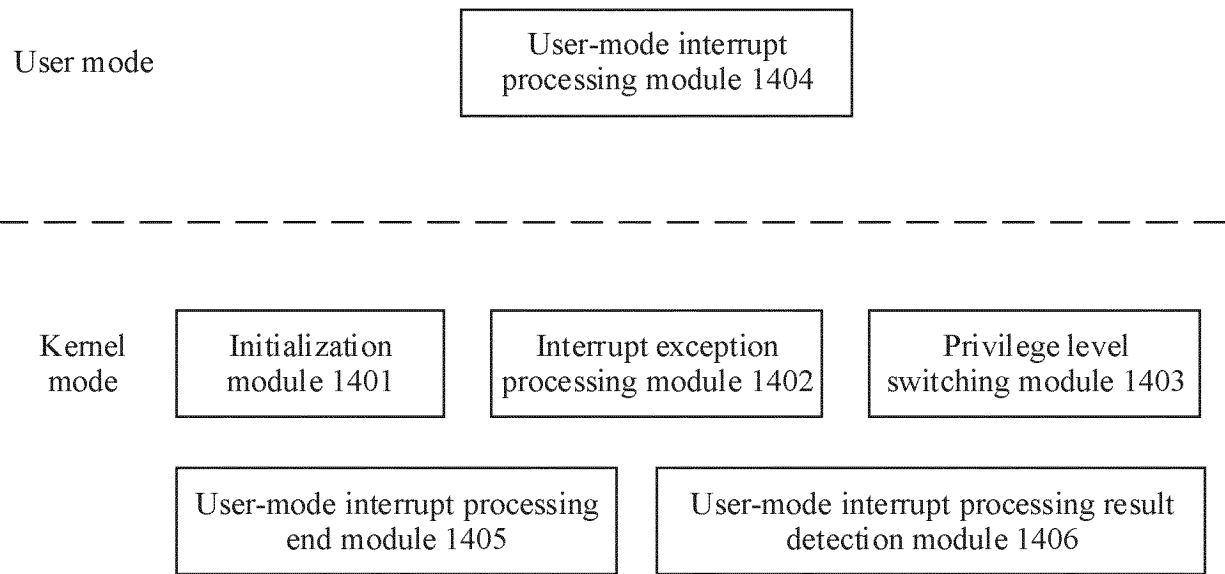 User mode
User-mode interrupt
processing module 1404
Kernel
mode
Initialization
module 1401
Interrupt exception
processing module 1402
Privilege level
switching module 1403
User-mode interrupt processing
end module 1405
User-mode interrupt processing result
detection module 1406